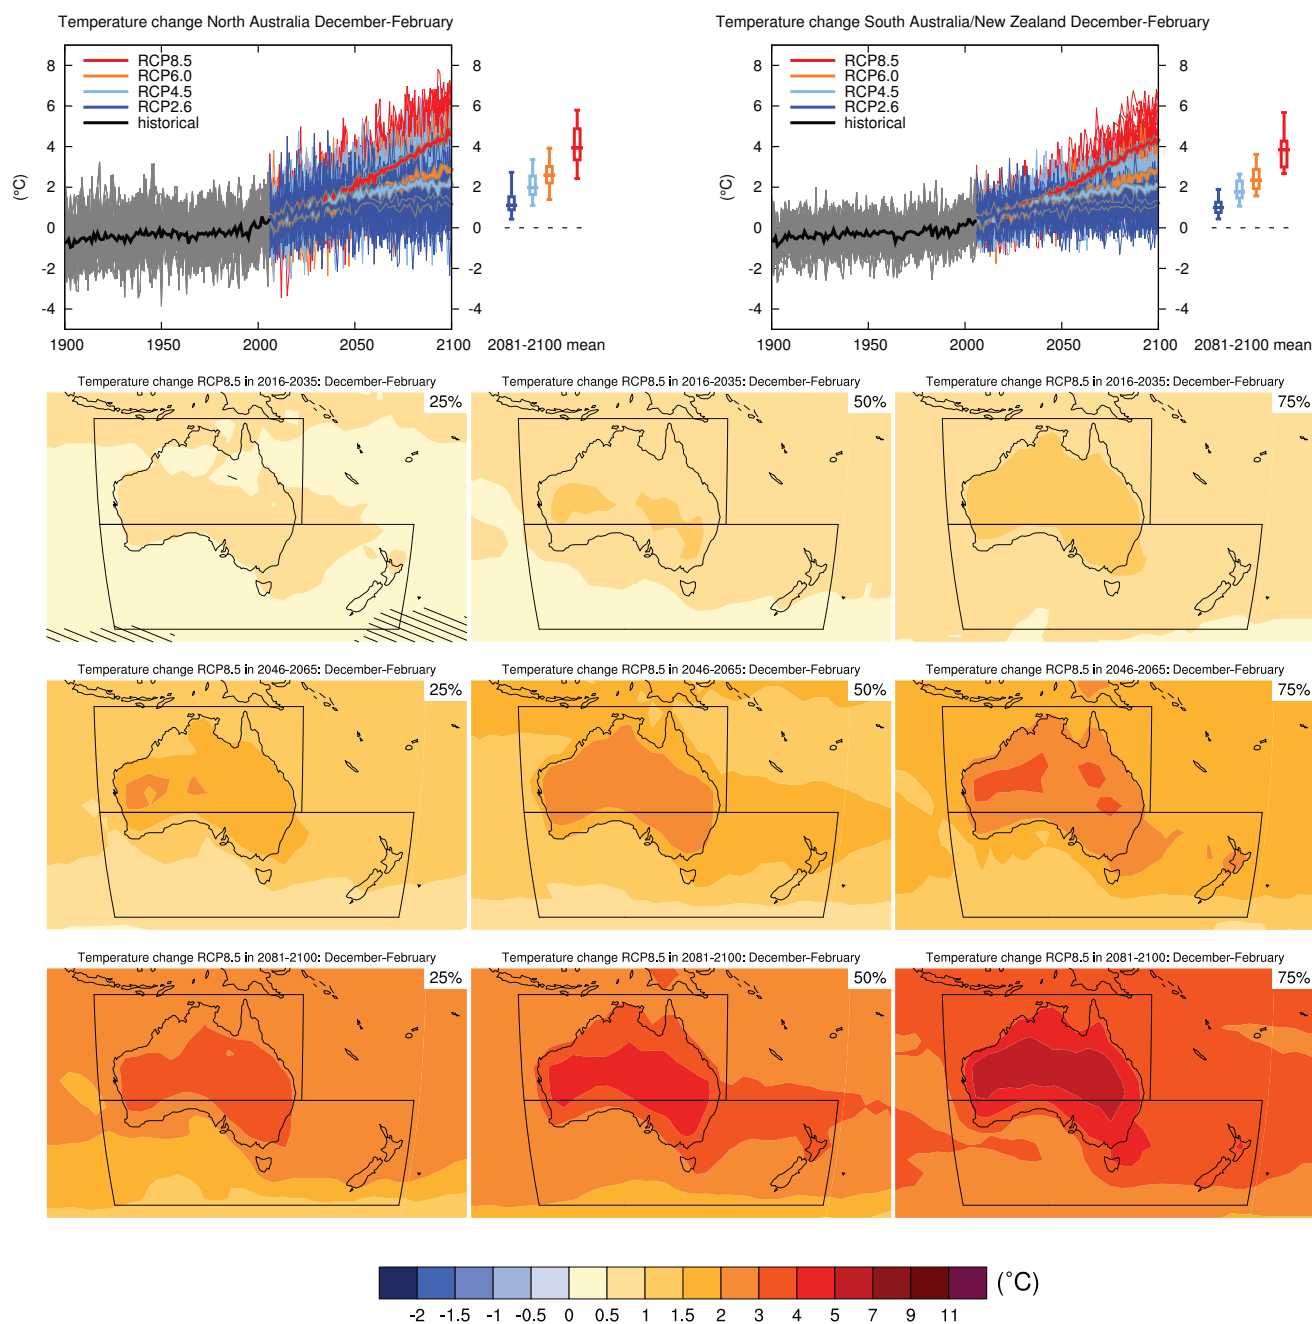 Temperature change North Australia December-February
8
6
4
2
0
-2
-4
(°C)
RCP8.5
RCP6.0
RCP4.5
RCP2.6
historical
8
6
4
2
0
-2
-4
1900 1950 2000 2050 2100 2081-2100 mean
Temperature change South Australia/New Zealand December-February
8
6
4
2
0
-2
-4
(°C)
RCP8.5
RCP6.0
RCP4.5
RCP2.6
historical
8
6
4
2
0
-2
-4
1900 1950 2000 2050 2100 2081-2100 mean
Temperature change RCP8.5 in 2016-2035: December-February
25%
Temperature change RCP8.5 in 2016-2035: December-February
50%
Temperature change RCP8.5 in 2016-2035: December-February
75%
Temperature change RCP8.5 in 2046-2065: December-February
25%
Temperature change RCP8.5 in 2046-2065: December-February
50%
Temperature change RCP8.5 in 2046-2065: December-February
75%
Temperature change RCP8.5 in 2081-2100: December-February
25%
Temperature change RCP8.5 in 2081-2100: December-February
50%
Temperature change RCP8.5 in 2081-2100: December-February
75%
(°C)
-2 -1.5 -1 -0.5 0 0.5 1 1.5 2 3 4 5 7 9 11